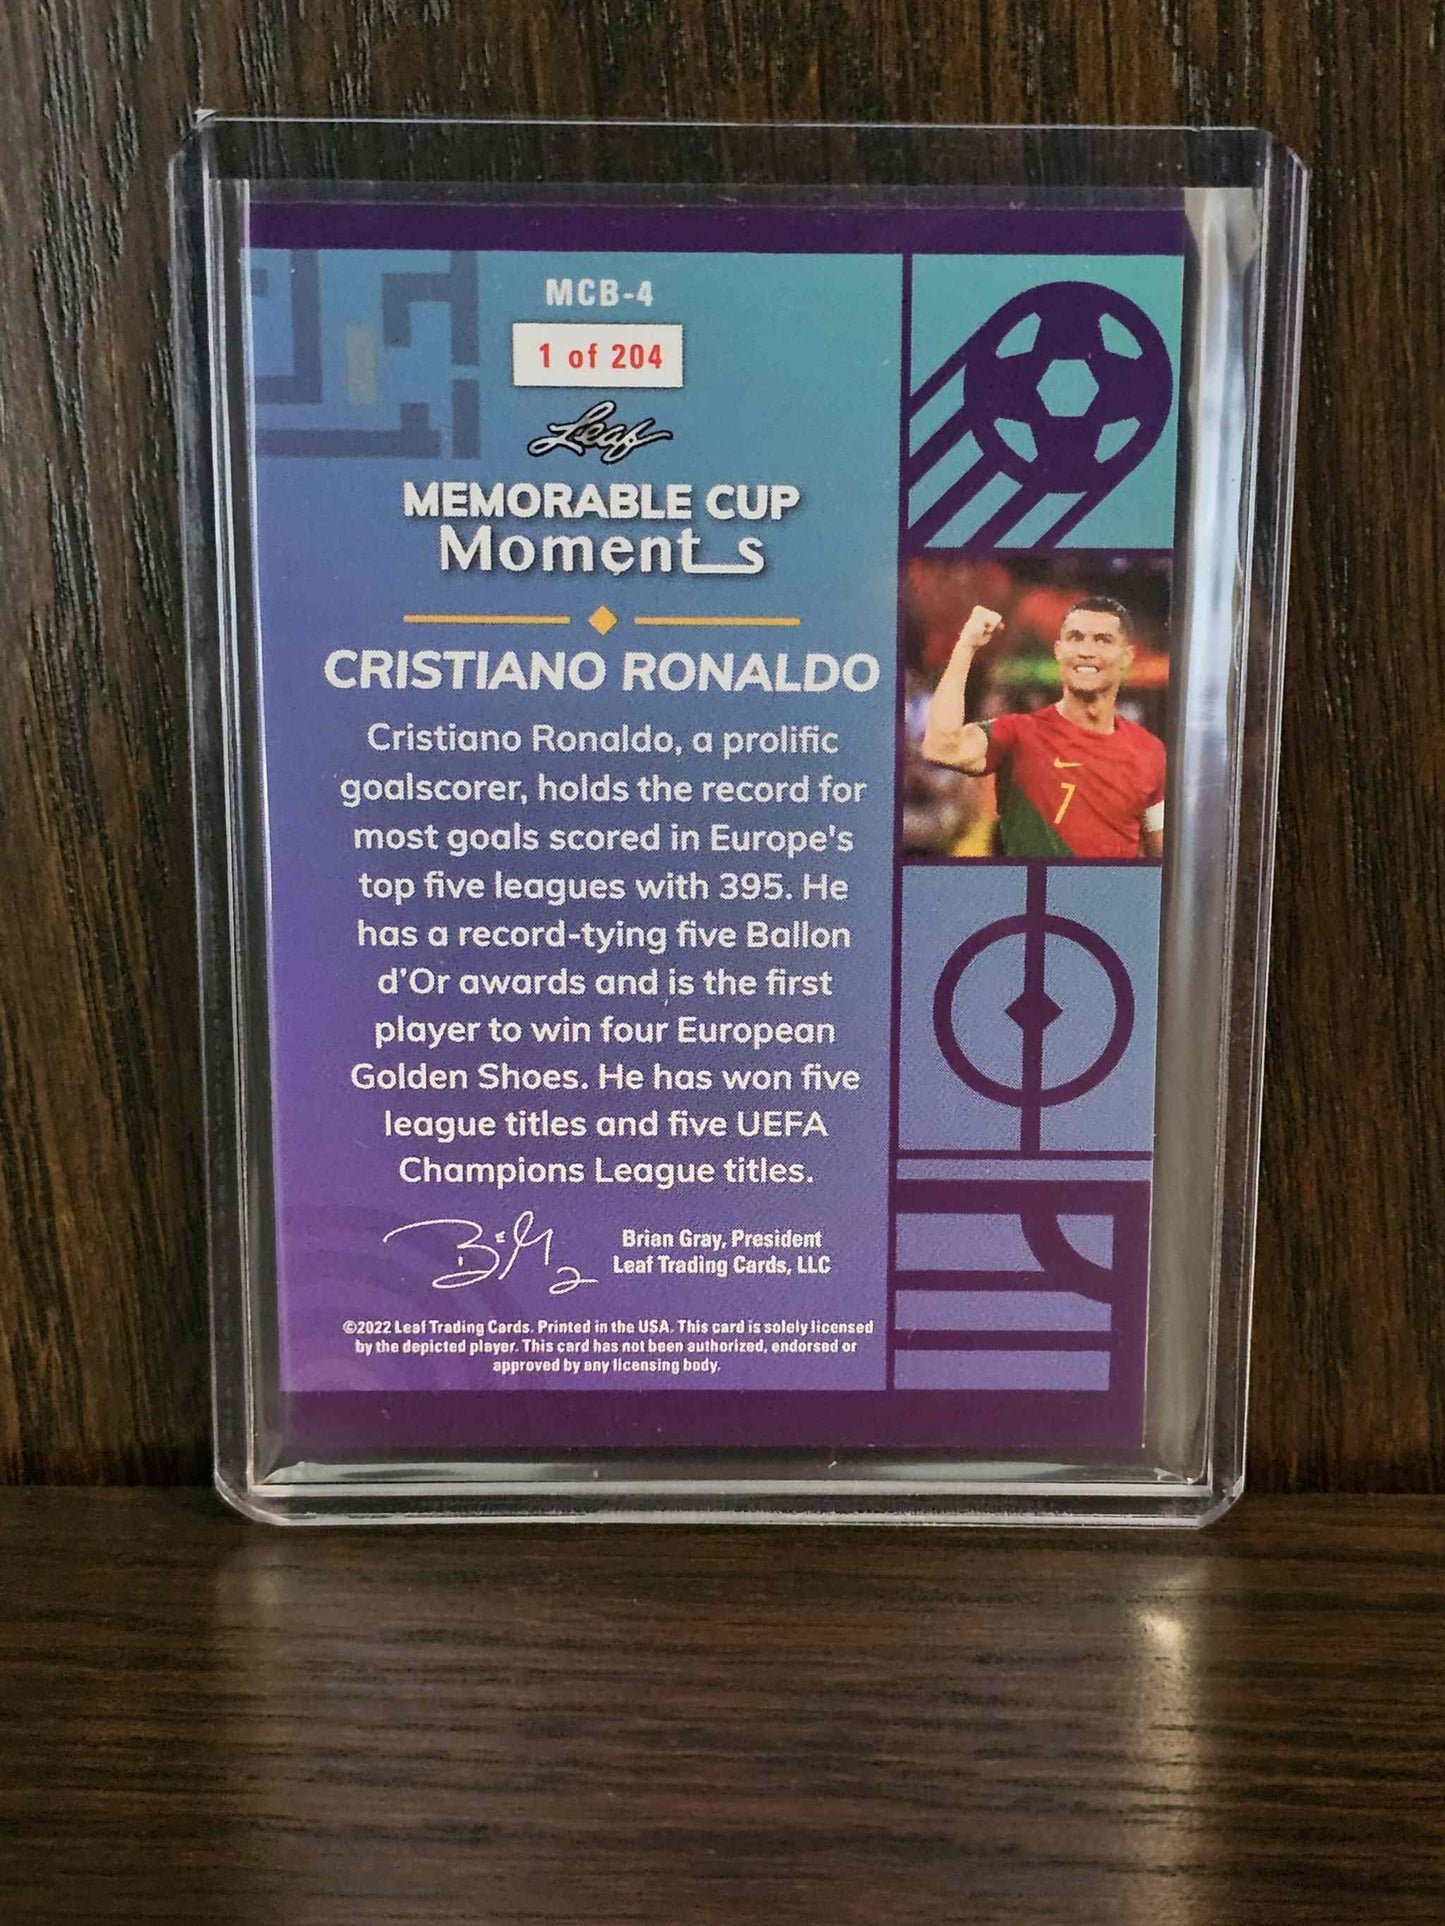 MCB-4
1 of 204
Leaf
MEMORABLE CUP
Moments
CRISTIANO RONALDO
Cristiano Ronaldo, a prolific
goalscorer, holds the record for
most goals scored in Europe's
top five leagues with 395. He
has a record-tying five Ballon
d'Or awards and is the first
player to win four European
Golden Shoes. He has won five
league titles and five UEFA
Champions League titles.
Brian Gray, President
Leaf Trading Cards, LLC
©2022 Leaf Trading Cards. Printed in the USA. This card is solely licensed
by the depicted player. This card has not been authorized, endorsed or
approved by any licensing body.
7